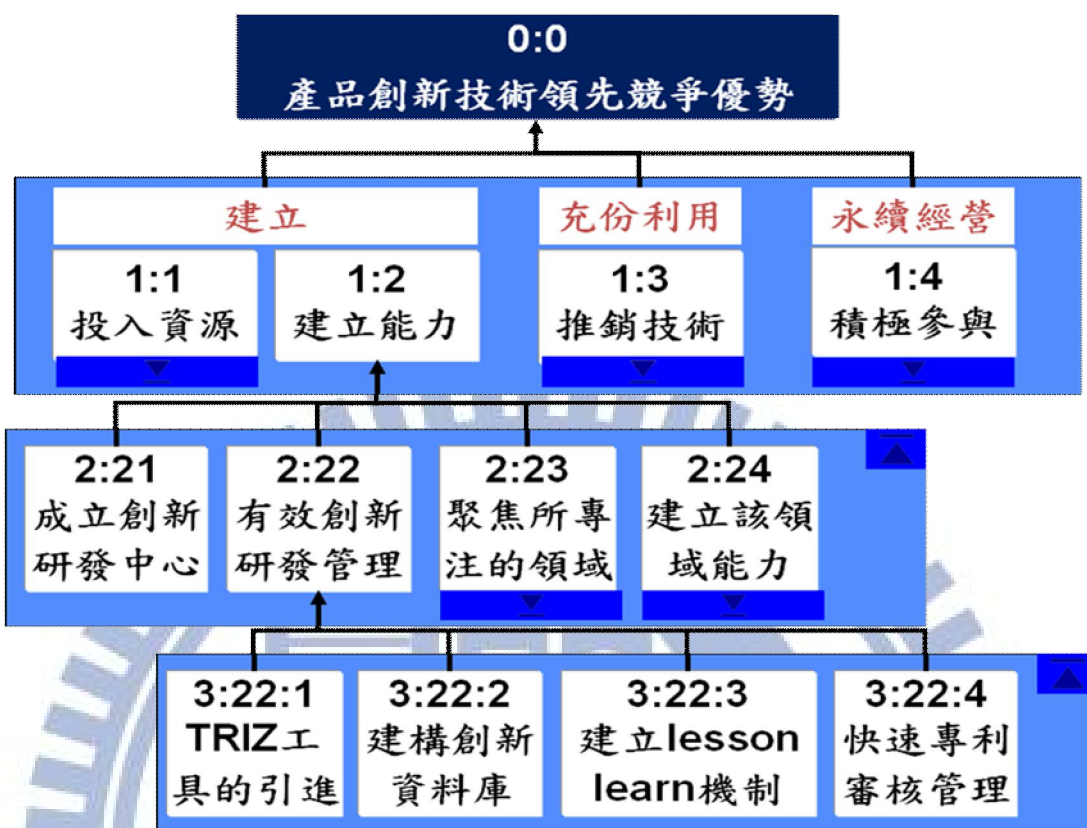 0:0
產品創新技術領先競爭優勢
建立
充份利用
永續經營
1:1
投入資源
1:2
建立能力
1:3
推銷技術
1:4
積極參與
2:21
成立創新
研發中心
2:22
有效創新
研發管理
2:23
聚焦所專
注的領域
2:24
建立該領
域能力
3:22:1
TRIZ工
具的引進
3:22:2
建構創新
資料庫
3:22:3
建立lesson
learn機制
3:22:4
快速專利
審核管理